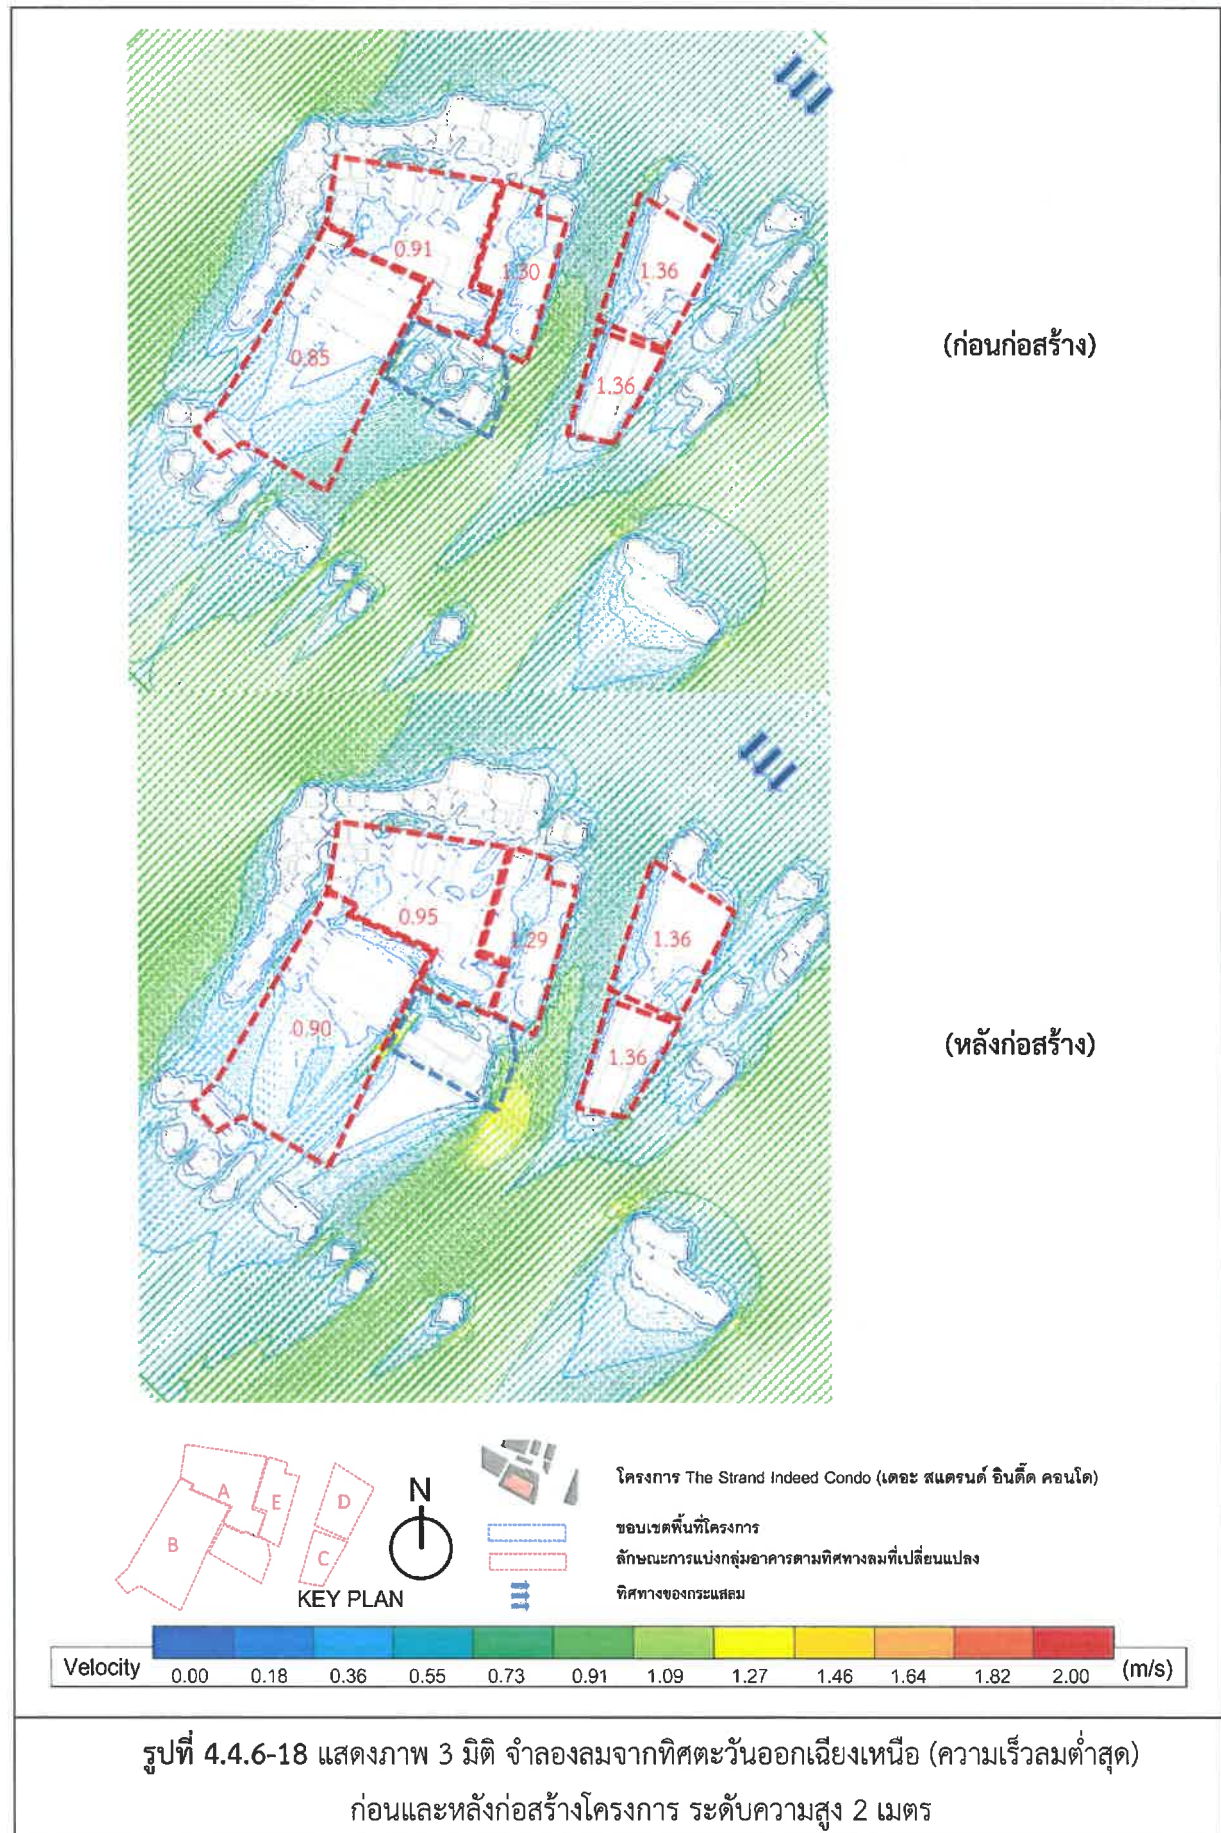 0.91
1.30
1.36
0.85
1.36
(ก่อนก่อสร้าง)
0.95
1.29
1.36
0.90
1.36
(หลังก่อสร้าง)
A
E
D
B
C
KEY PLAN
N
โครงการ The Strand Indeed Condo (เดอะ สแตรนด์ อินดี๊ด คอนโด)
ขอบเขตพื้นที่โครงการ
ลักษณะการแบ่งกลุ่มอาคารตามทิศทางลมที่เปลี่ยนแปลง
ทิศทางของกระแสลม
Velocity 0.00 0.18 0.36 0.55 0.73 0.91 1.09 1.27 1.46 1.64 1.82 2.00 (m/s)
รูปที่ 4.4.6-18 แสดงภาพ 3 มิติ จำลองลมจากทิศตะวันออกเฉียงเหนือ (ความเร็วลมต่ำสุด)
ก่อนและหลังก่อสร้างโครงการ ระดับความสูง 2 เมตร